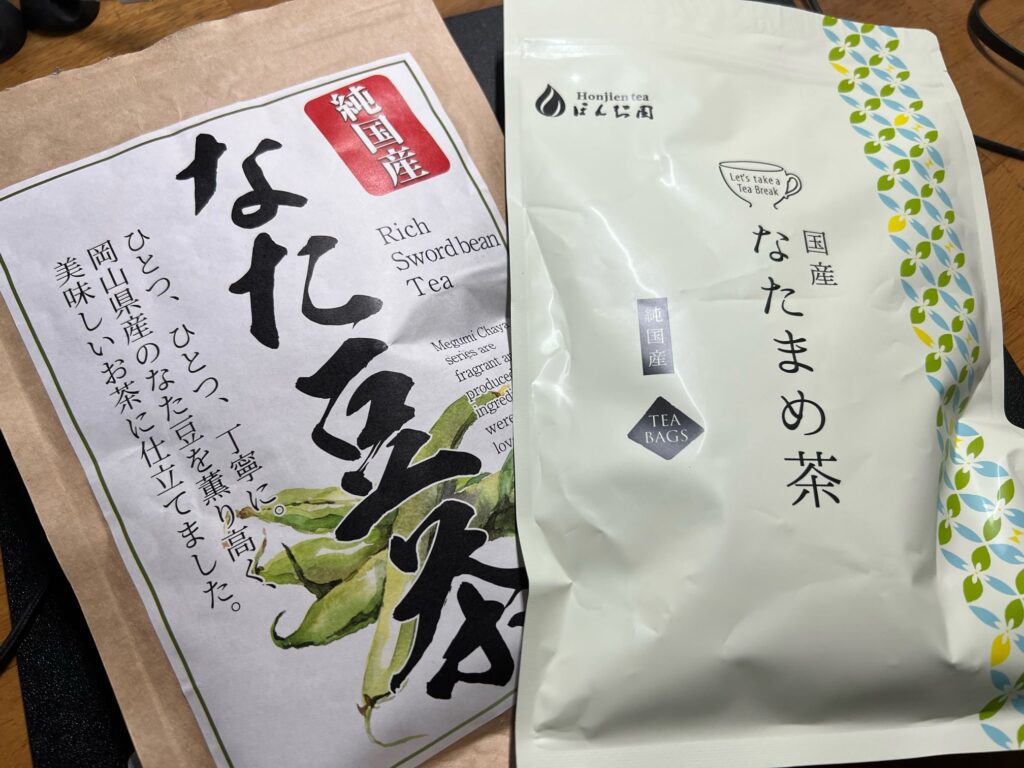 純国産
なた豆茶
Rich
Swordbean
Tea
Megumi Chaya
series are
fragrant
produced
were
ひとつ、ひとつ、丁寧に。
岡山県産のなた豆を薫り高く、
美味しいお茶に仕立てました。
Honjien tea
ほんぢ園
Let's take a
Tea Break
国産
なたまめ茶
純国産
TEA
BAGS